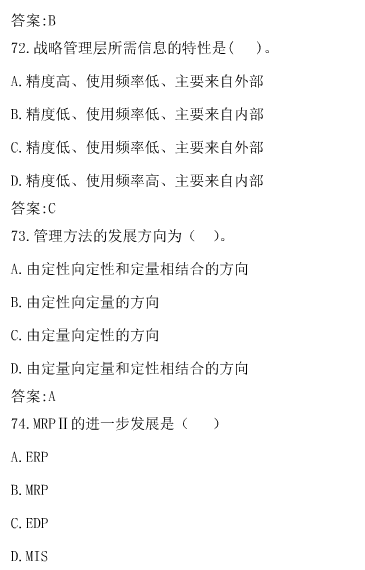 答案:B
72.战略管理层所需信息的特性是(   )。
A.精度高、使用频率低、主要来自外部
B.精度低、使用频率低、主要来自内部
C.精度低、使用频率低、主要来自外部
D.精度低、使用频率高、主要来自内部
答案:C
73.管理方法的发展方向为（  )。
A.由定性向定性和定量相结合的方向
B.由定性向定量的方向
C.由定量向定性的方向
D.由定量向定量和定性相结合的方向
答案:A
74.MRPⅡ的进一步发展是（   ）
A.ERP
B.MRP
C.EDP
D.MIS